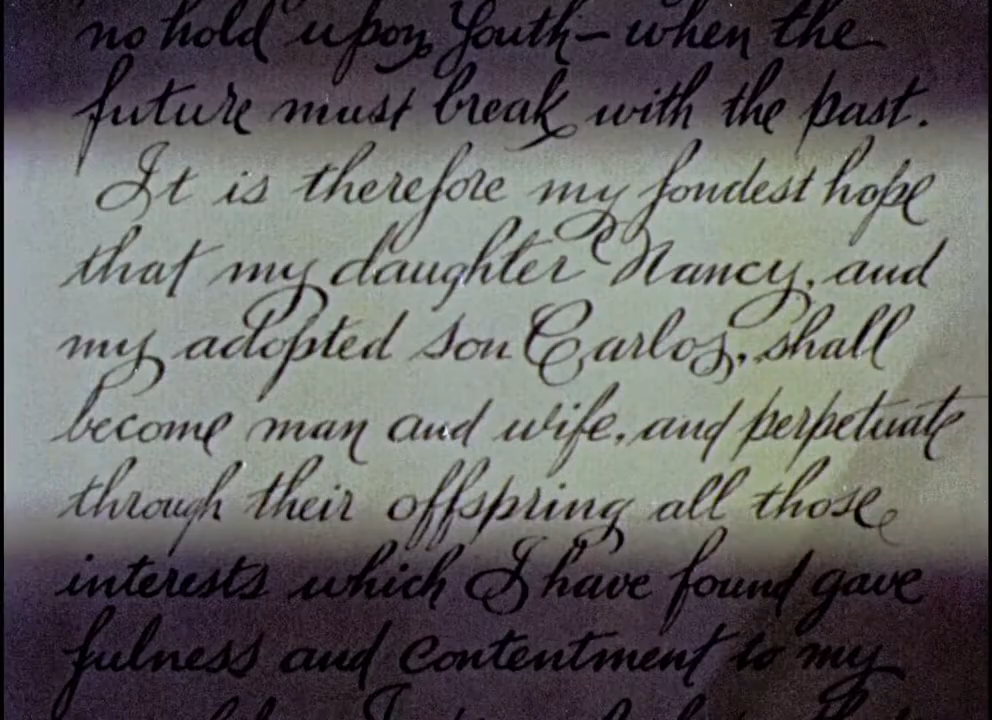 no hold upon Youth— when the
future must break with the past.
It is therefore my fondest hope
that my daughter Nancy, and
my adopted son Carlos, shall
become man and wife, and perpetuate
through their offspring all those
interests which I have found gave
fulness and contentment to my